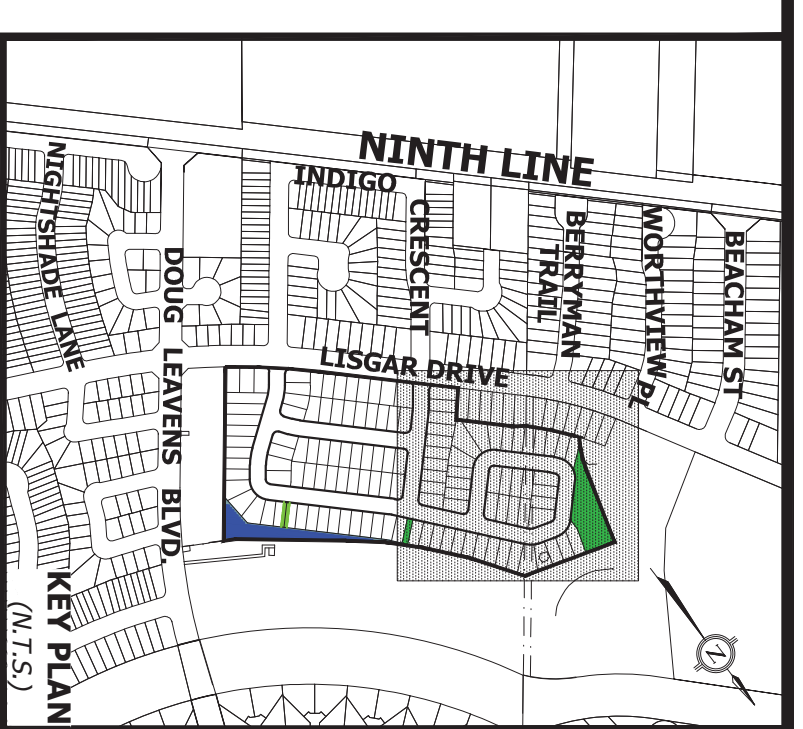 NINTH LINE
INDIGO
CRESCENT
NIGHTSHADE LANE
DOUG LEAVENS BLVD.
BERRYMAN
TRAIL
WORTHVIEW PL
BEACHAM ST
LISGAR DRIVE
KEY PLAN
(N.T.S.)
N